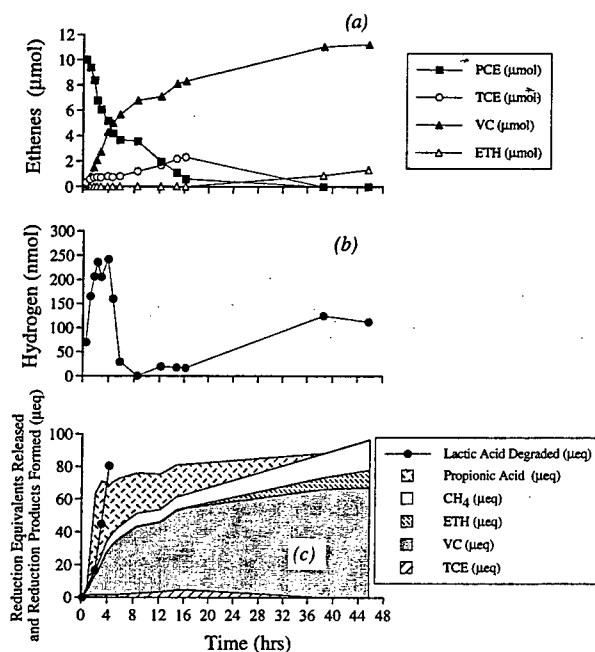 (a)
Ethenes (μmol)
12
10
8
6
4
2
0
PCE (μmol)
TCE (μmol)
VC (μmol)
ETH (μmol)
(b)
Hydrogen (nmol)
300
250
200
150
100
50
0
Reduction Equivalents Released
and Reduction Products Formed (μeq)
100
80
60
40
20
0
(c)
0 4 8 12 16 20 24 28 32 36 40 44 48
Time (hrs)
Lactic Acid Degraded (μeq)
Propionic Acid (μeq)
CH4 (μeq)
ETH (μeq)
VC (μeq)
TCE (μeq)